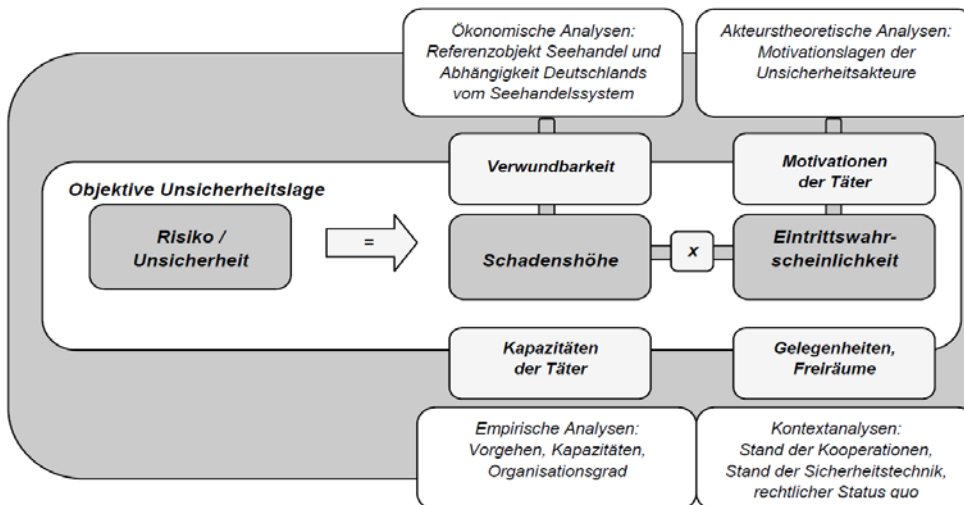 Ökonomische Analysen:
Referenzobjekt Seehandel und
Abhängigkeit Deutschlands
vom Seehandelssystem
Akteurstheoretische Analysen:
Motivationslagen der
Unsicherheitsakteure
Verwundbarkeit
Motivationen
der Täter
Objektive Unsicherheitslage
Risiko /
Unsicherheit
=
Schadenshöhe
x
Eintrittswahr-
scheinlichkeit
Kapazitäten
der Täter
Gelegenheiten,
Freiräume
Empirische Analysen:
Vorgehen, Kapazitäten,
Organisationsgrad
Kontextanalysen:
Stand der Kooperationen,
Stand der Sicherheitstechnik,
rechtlicher Status quo